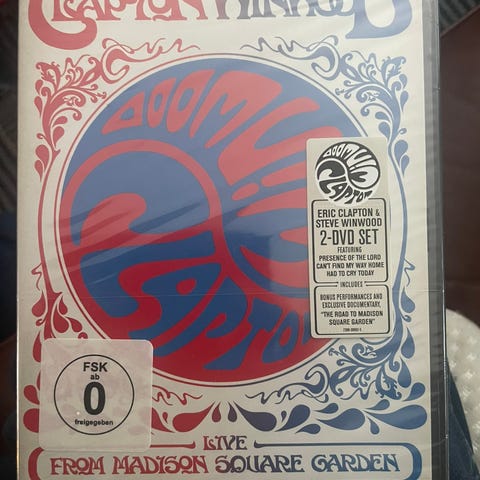 CLAPTON WINWOOD
WINWOOD
CLAPTON
WINWOOD
CLAPTON
ERIC CLAPTON &
STEVE WINWOOD
2-DVD SET
FEATURING
PRESENCE OF THE LORD
CAN'T FIND MY WAY HOME
HAD TO CRY TODAY
INCLUDES
BONUS PERFORMANCES AND
EXCLUSIVE DOCUMENTARY,
"THE ROAD TO MADISON
SQUARE GARDEN"
FSK
ab
0
freigegeben
LIVE
FROM MADISON SQUARE GARDEN